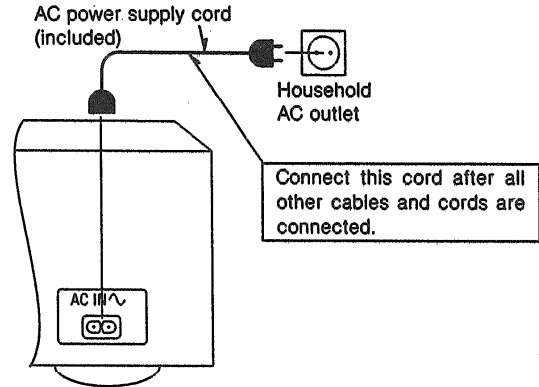 AC power supply cord
(included)
Household
AC outlet
Connect this cord after all
other cables and cords are
connected.
AC IN∿